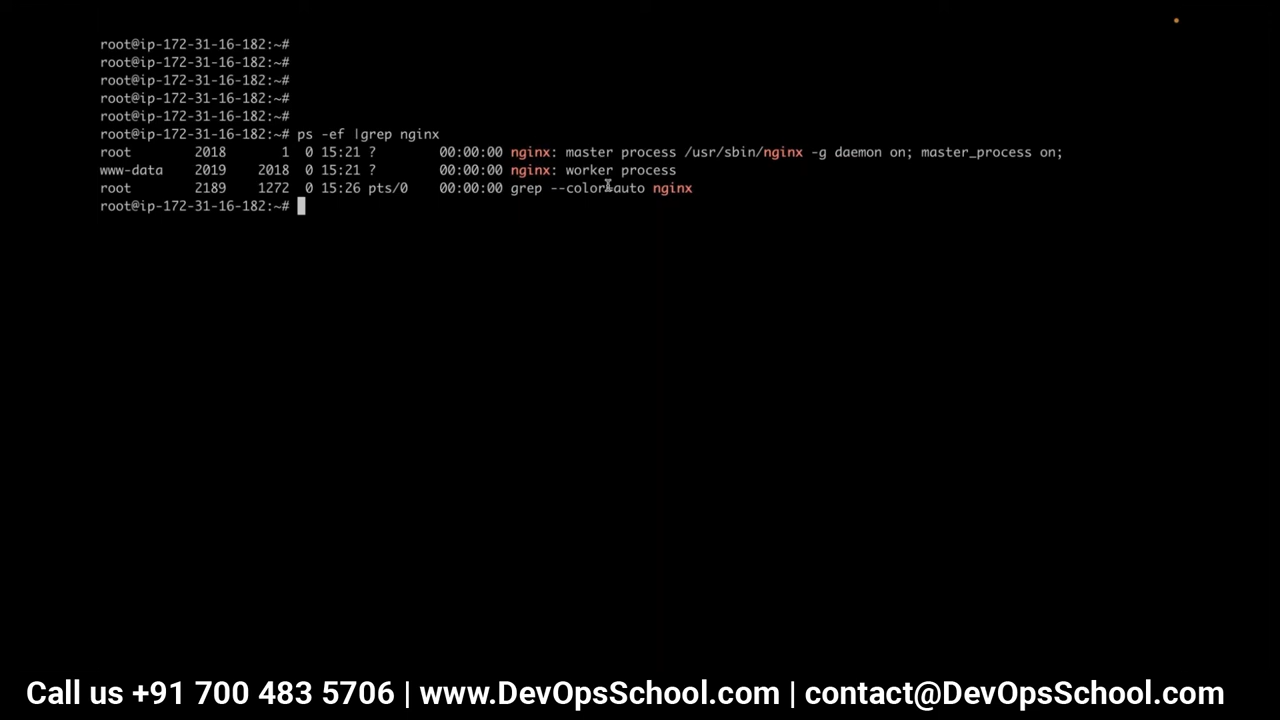 root@ip-172-31-16-182:~#
root@ip-172-31-16-182:~#
root@ip-172-31-16-182:~#
root@ip-172-31-16-182:~#
root@ip-172-31-16-182:~#
root@ip-172-31-16-182:~# ps -ef |grep nginx
root 2018 1 0 15:21 ? 00:00:00 nginx: master process /usr/sbin/nginx -g daemon on; master_process on;
www-data 2019 2018 0 15:21 ? 00:00:00 nginx: worker process
root 2189 1272 0 15:26 pts/0 00:00:00 grep --color=auto nginx
root@ip-172-31-16-182:~#
Call us +91 700 483 5706 | www.DevOpsSchool.com | contact@DevOpsSchool.com